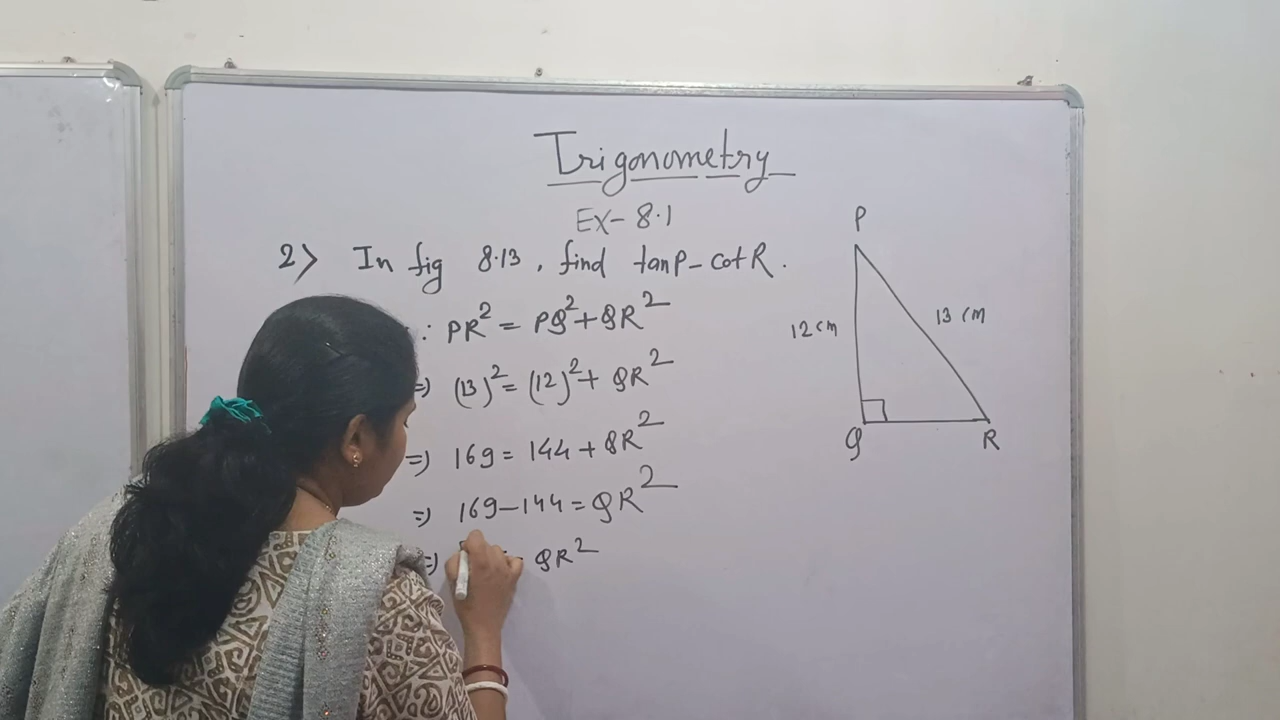 Trigonometry
Ex- 8.1
2> In fig 8.13, find tanP - cotR.
: PR² = PQ² + QR²
=) (13)² = (12)² + QR²
=) 169 = 144 + QR²
=) 169 - 144 = QR²
=) QR²
P
12 cm
13 cm
Q
R